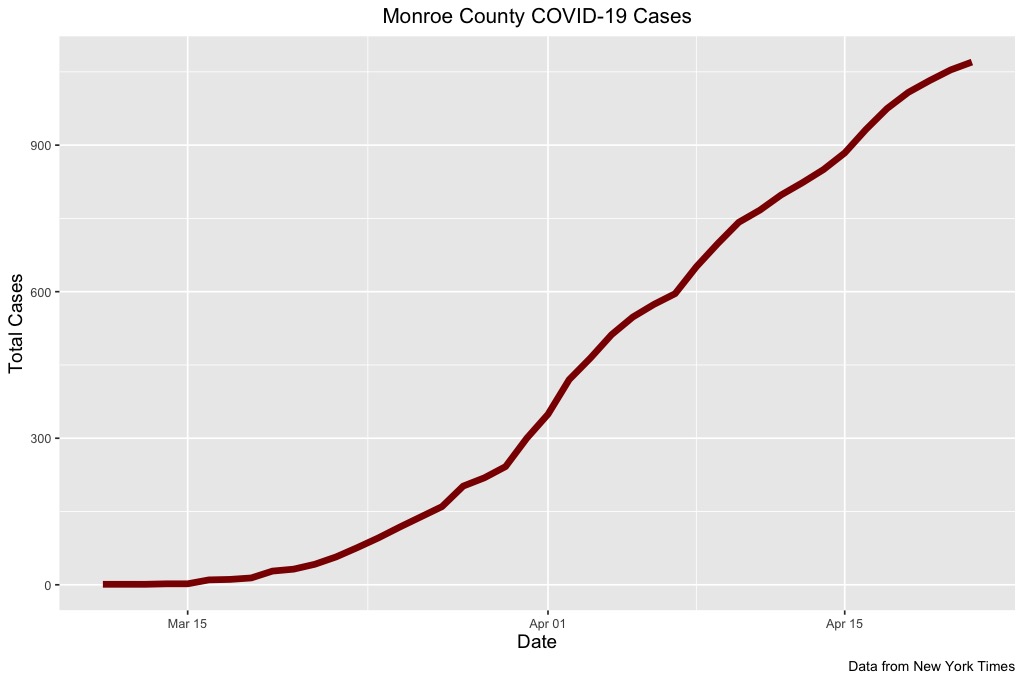 Monroe County COVID-19 Cases
Total Cases
900
600
300
0
Mar 15
Apr 01
Apr 15
Date
Data from New York Times